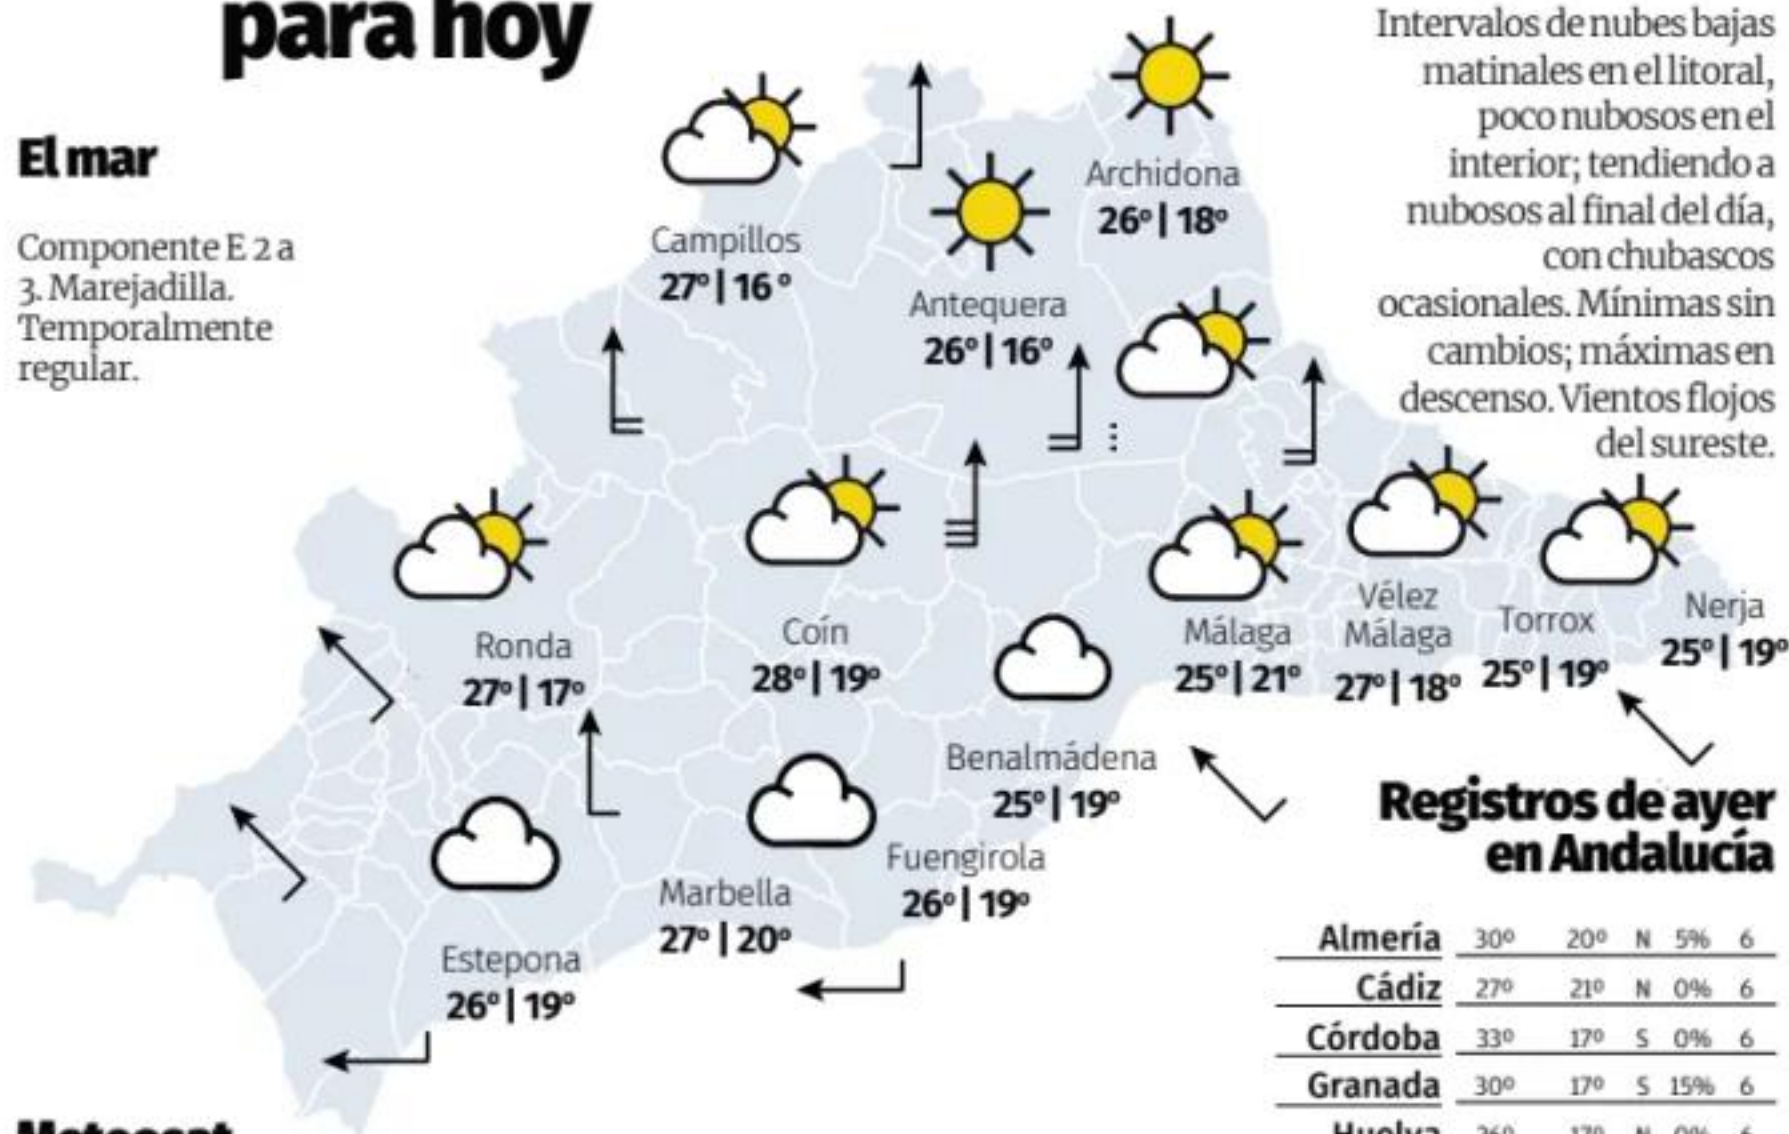 para hoy
El mar
Componente E 2 a
3. Marejadilla.
Temporalmente
regular.
Intervalos de nubes bajas
matinales en el litoral,
poco nubosos en el
interior; tendiendo a
nubosos al final del día,
con chubascos
ocasionales. Mínimas sin
cambios; máximas en
descenso. Vientos flojos
del sureste.
Archidona
26º | 18º
Campillos
27º | 16 º
Antequera
26º | 16º
Ronda
27º | 17º
Coín
28º | 19º
Málaga
25º | 21º
Vélez
Málaga
27º | 18º
Torrox
25º | 19º
Nerja
25º | 19º
Benalmádena
25º | 19º
Fuengirola
26º | 19º
Marbella
27º | 20º
Estepona
26º | 19º
Registros de ayer
en Andalucía
Almería 30º 20º N 5% 6
Cádiz 27º 21º N 0% 6
Córdoba 33º 17º S 0% 6
Granada 30º 17º S 15% 6
Huelva
Meteosat